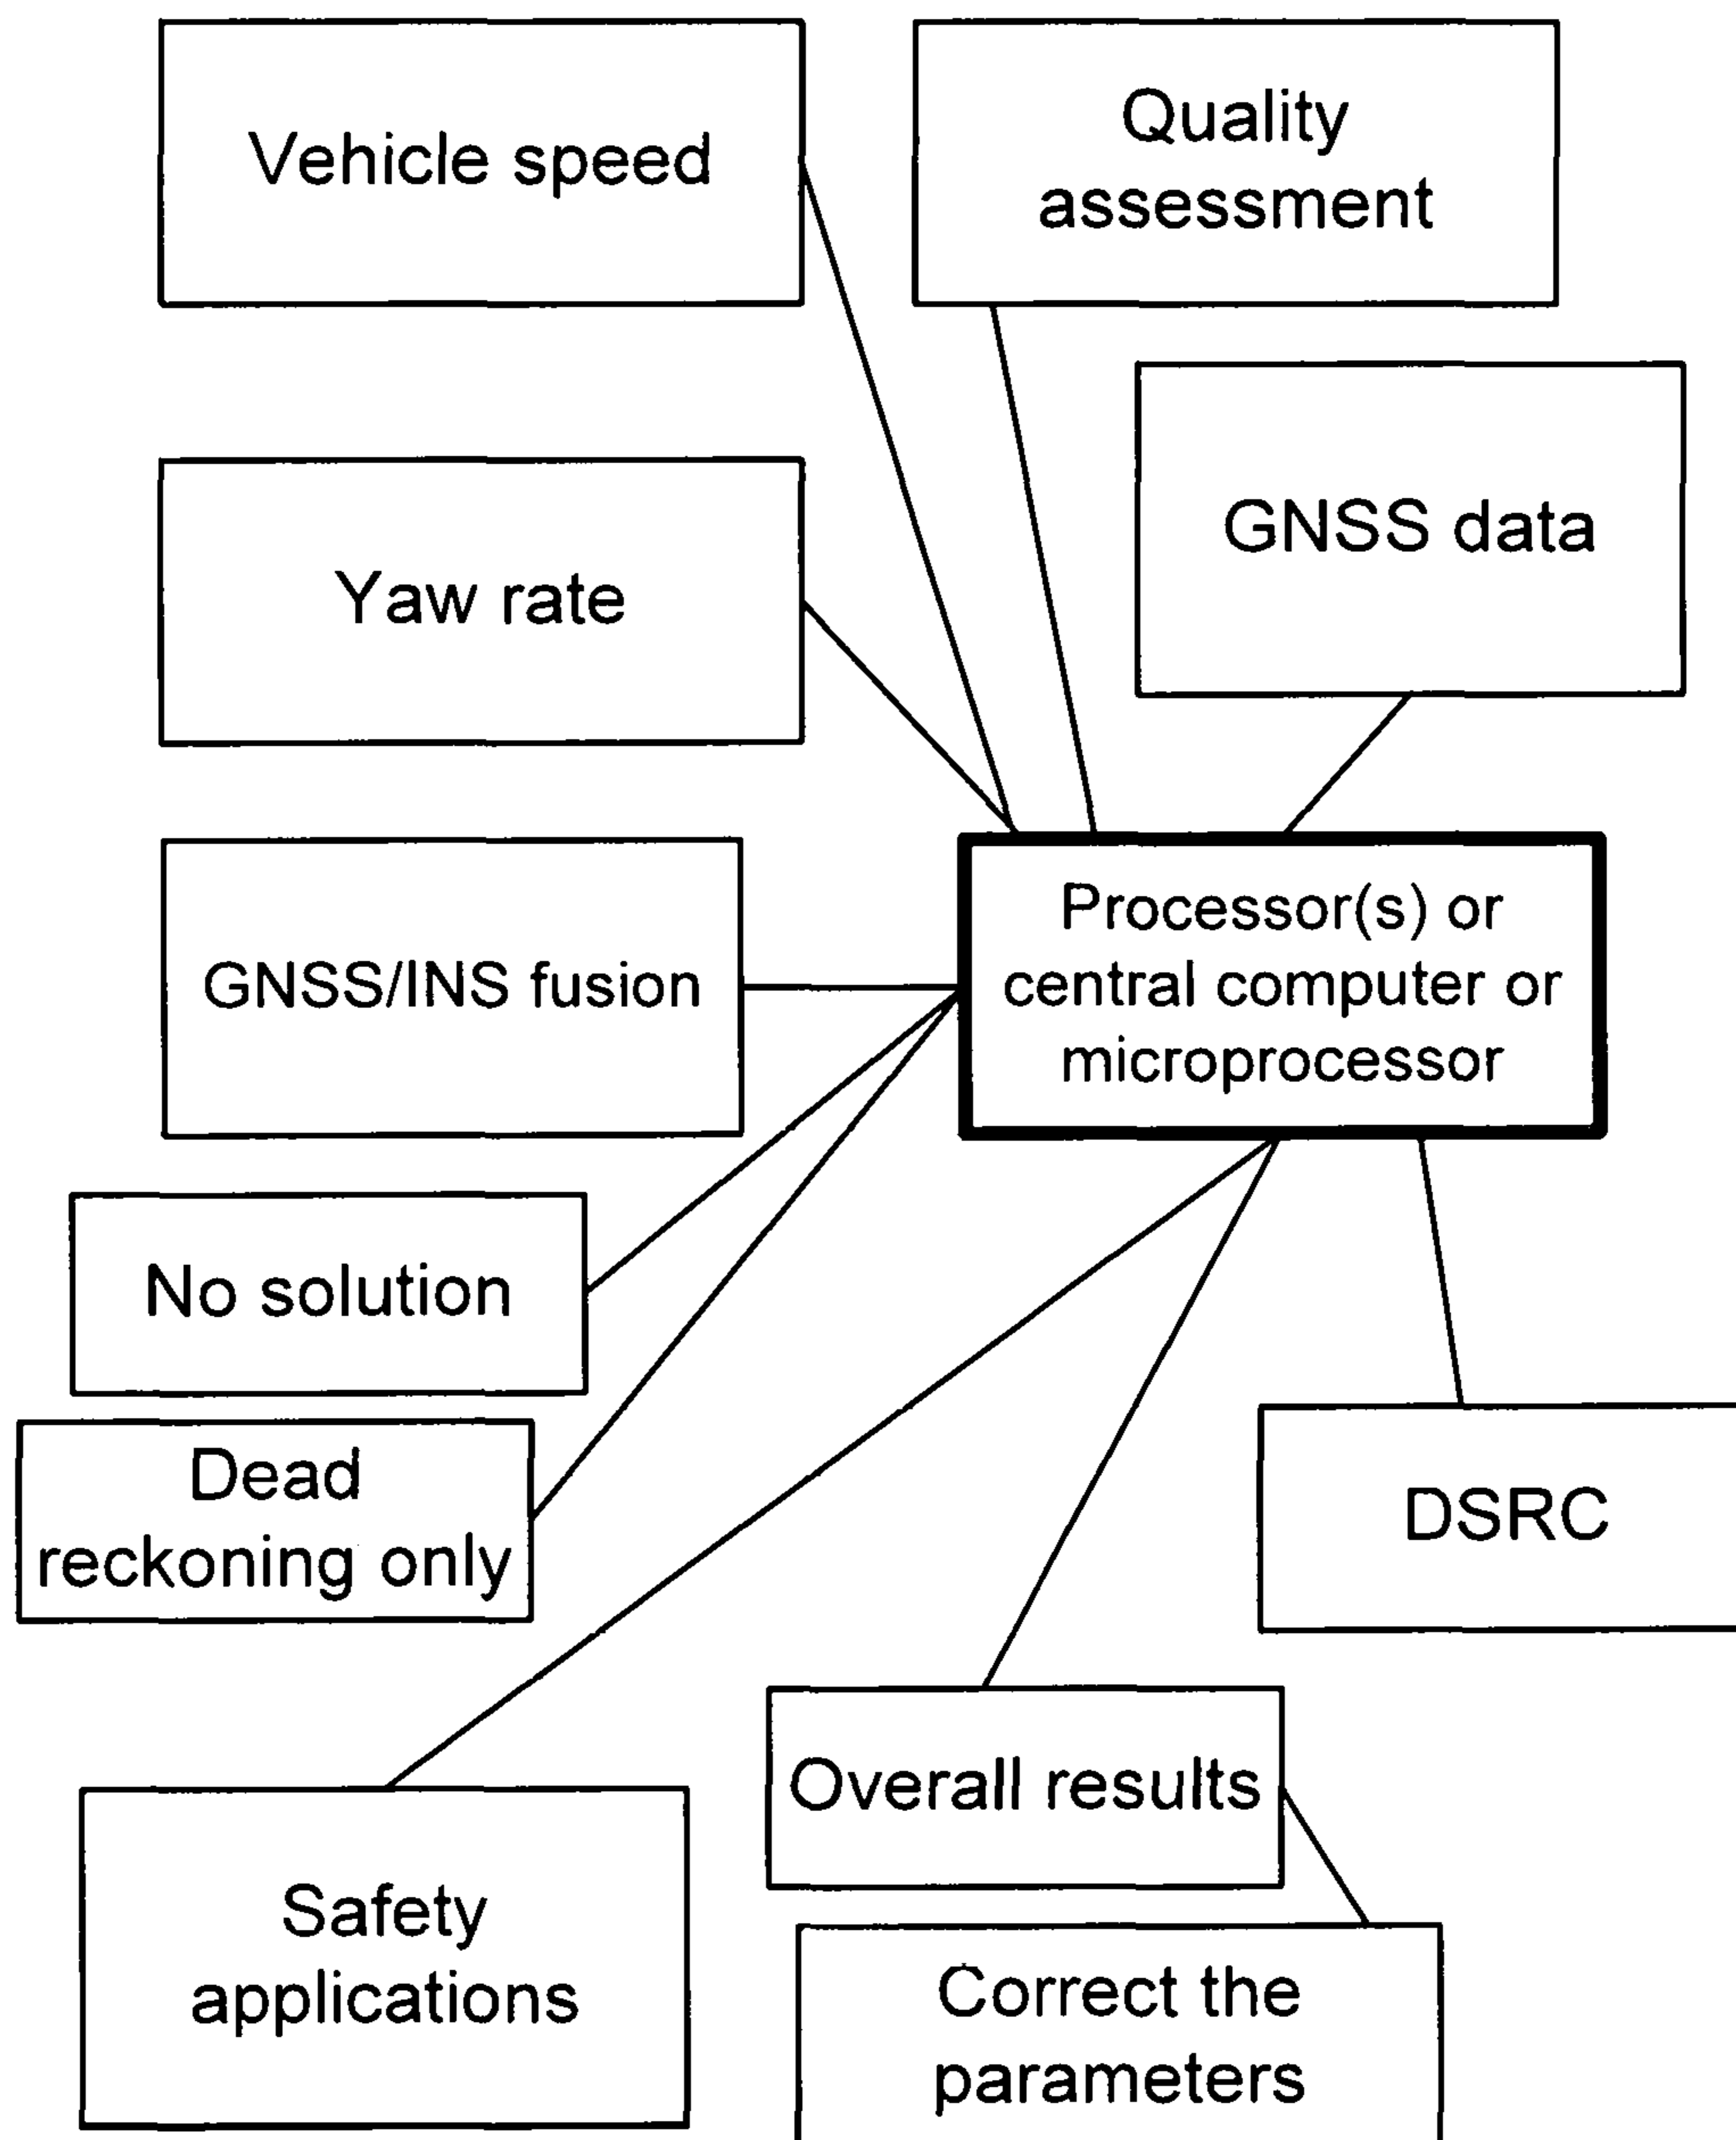 Vehicle speed
Quality
assessment
GNSS data
Yaw rate
Processor(s) or
central computer or
microprocessor
GNSS/INS fusion
No solution
Dead
reckoning only
DSRC
Overall results
Safety
applications
Correct the
parameters